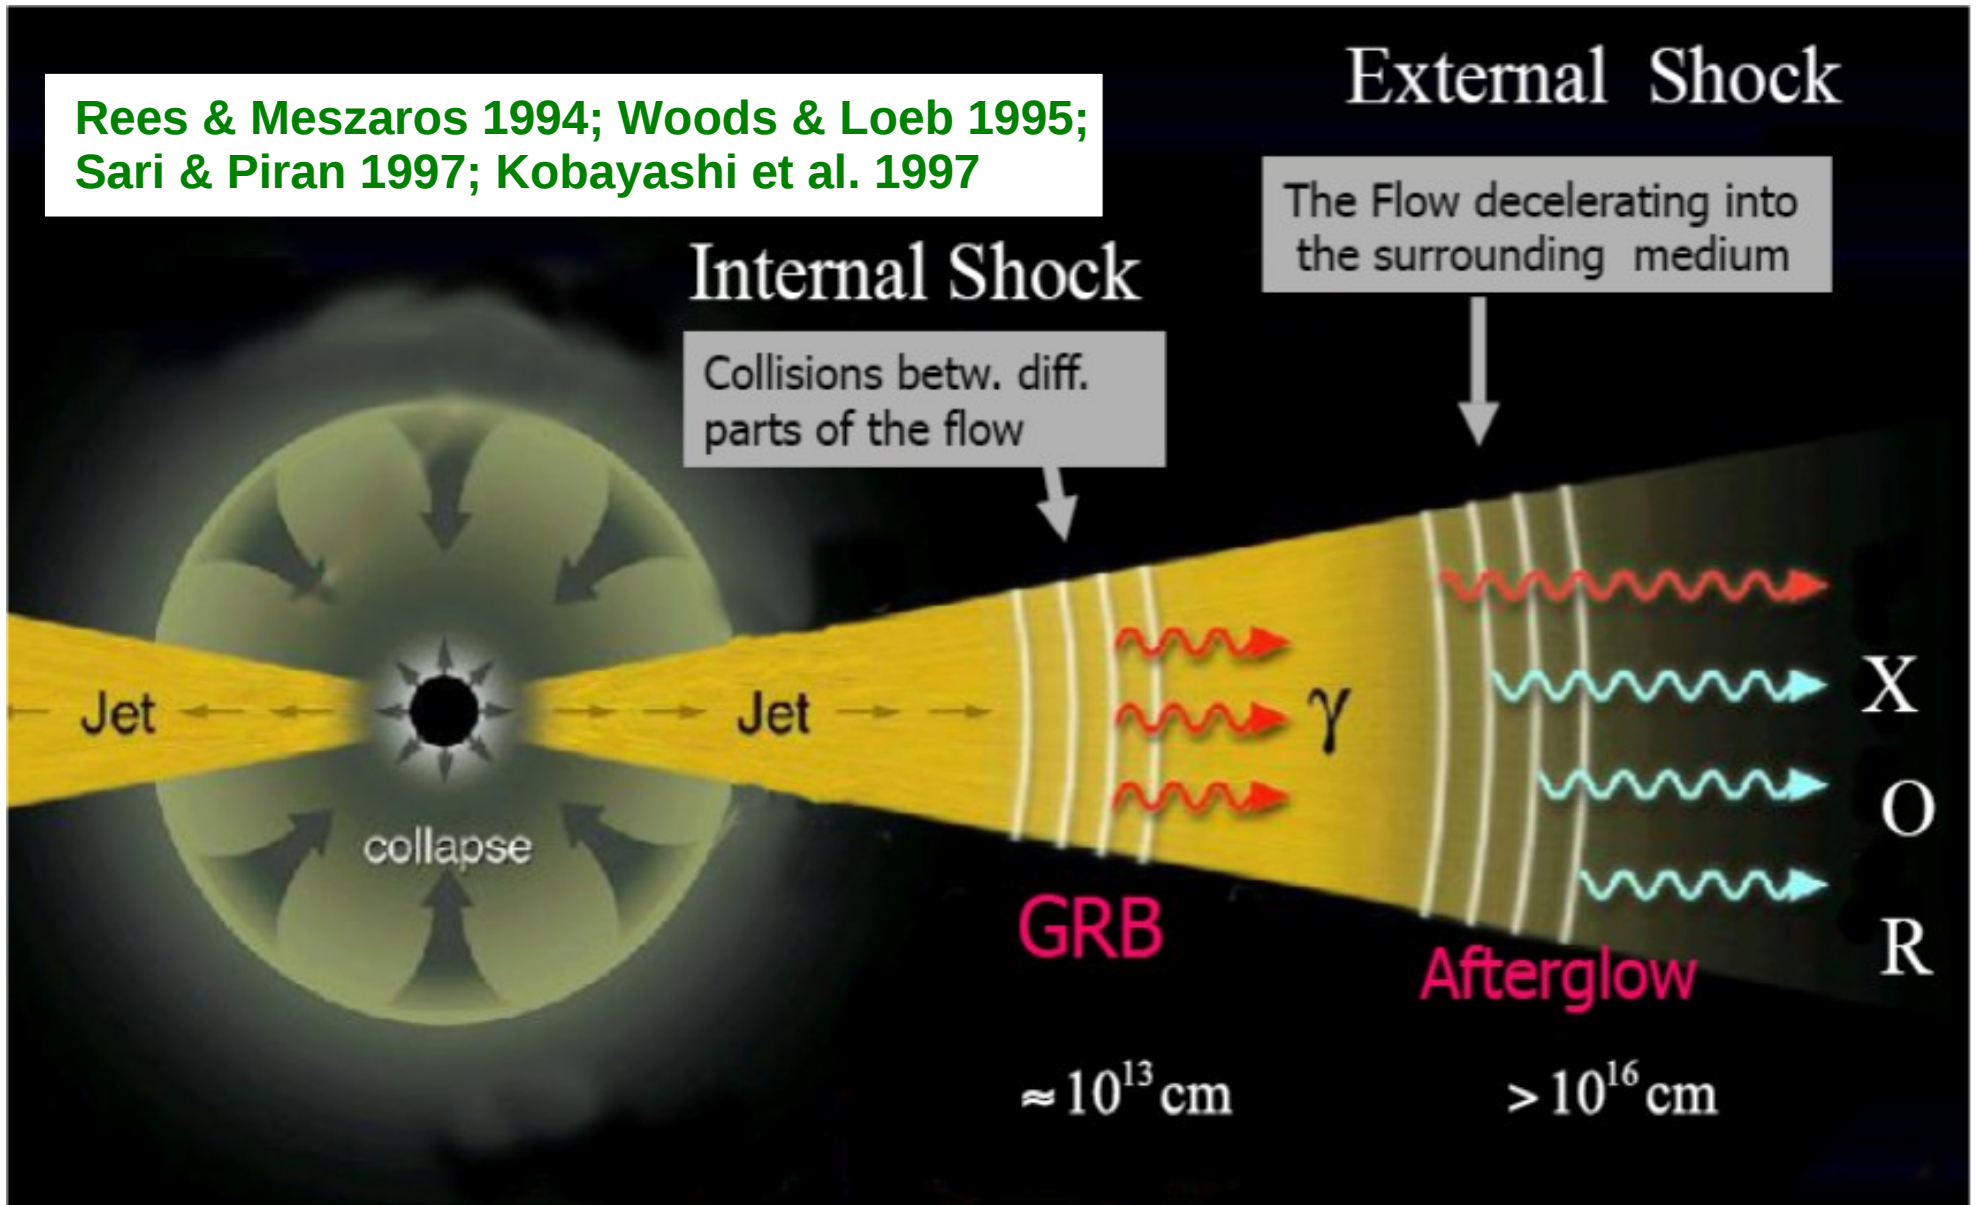 Rees & Meszaros 1994; Woods & Loeb 1995;
Sari & Piran 1997; Kobayashi et al. 1997
External Shock
The Flow decelerating into
the surrounding medium
Internal Shock
Collisions betw. diff.
parts of the flow
Jet
Jet
γ
X
O
R
collapse
GRB
Afterglow
≈ 10¹³ cm
> 10¹⁶ cm